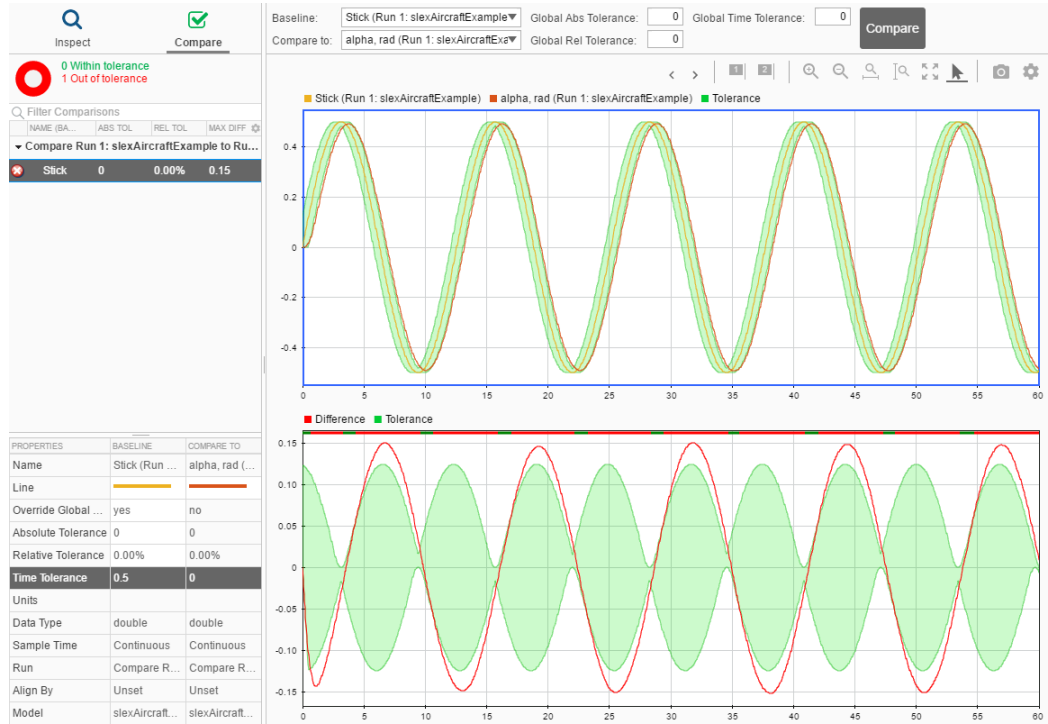 Inspect
Compare
Baseline:
Stick (Run 1: slexAircraftExample
Global Abs Tolerance:
0
Global Time Tolerance:
0
Compare
Compare to:
alpha, rad (Run 1: slexAircraftExa
Global Rel Tolerance:
0
0 Within tolerance
1 Out of tolerance
1
2
Filter Comparisons
NAME (BA...
ABS TOL
REL TOL
MAX DIFF
Compare Run 1: slexAircraftExample to Ru...
Stick
0
0.00%
0.15
Stick (Run 1: slexAircraftExample)
alpha, rad (Run 1: slexAircraftExample)
Tolerance
0.4
0.2
0
-0.2
-0.4
0 5 10 15 20 25 30 35 40 45 50 55 60
PROPERTIES
BASELINE
COMPARE TO
Name
Stick (Run ...
alpha, rad (...
Line
Override Global ...
yes
no
Absolute Tolerance
0
0
Relative Tolerance
0.00%
0.00%
Time Tolerance
0.5
0
Units
Data Type
double
double
Sample Time
Continuous
Continuous
Run
Compare R...
Compare R...
Align By
Unset
Unset
Model
slexAircraft...
slexAircraft...
Difference
Tolerance
0.15
0.10
0.05
0
-0.05
-0.10
-0.15
0 5 10 15 20 25 30 35 40 45 50 55 60